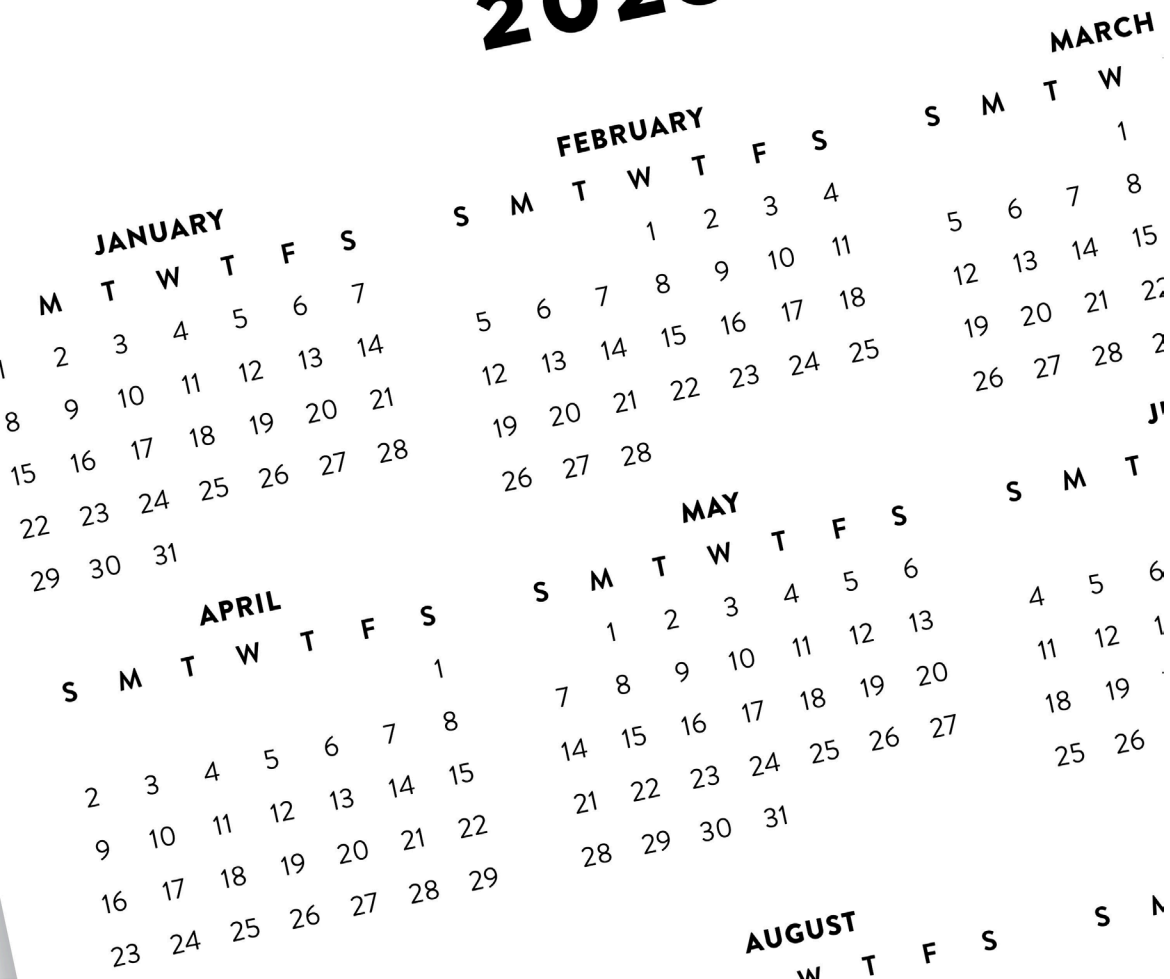 2023
JANUARY
M T W T F S
1 2 3 4 5 6 7
8 9 10 11 12 13 14
15 16 17 18 19 20 21
22 23 24 25 26 27 28
29 30 31
FEBRUARY
S M T W T F S
1 2 3 4
5 6 7 8 9 10 11
12 13 14 15 16 17 18
19 20 21 22 23 24 25
26 27 28
MARCH
S M T W
1
5 6 7 8
12 13 14 15
19 20 21 22
26 27 28
APRIL
S M T W T F S
1
2 3 4 5 6 7 8
9 10 11 12 13 14 15
16 17 18 19 20 21 22
23 24 25 26 27 28 29
MAY
S M T W T F S
1 2 3 4 5 6
7 8 9 10 11 12 13
14 15 16 17 18 19 20
21 22 23 24 25 26 27
28 29 30 31
S M T
4 5 6
11 12
18 19
25 26
AUGUST
W T F S
S M